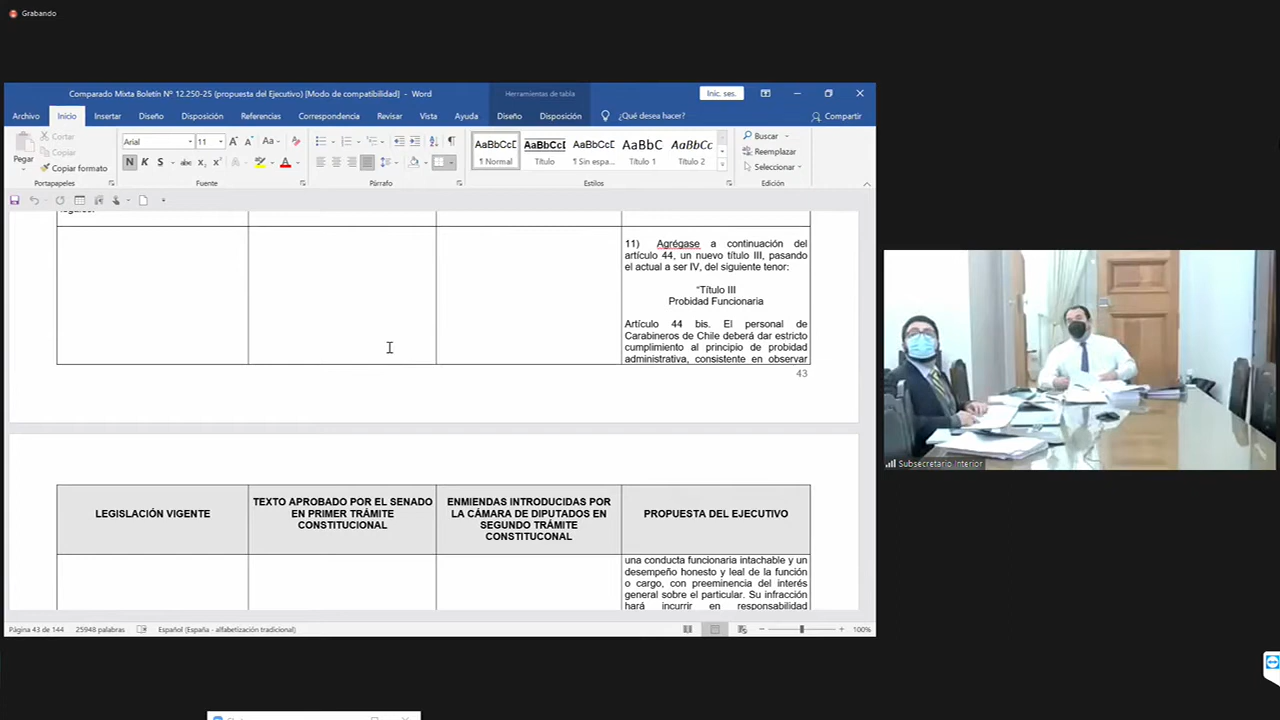 Grabando
Comparado Mixta Boletín Nº 12.250-25 (propuesta del Ejecutivo) [Modo de compatibilidad] - Word
Herramientas de tabla
Inic. ses.
Archivo Inicio Insertar Diseño Disposición Referencias Correspondencia Revisar Vista Ayuda Diseño Disposición ¿Qué desea hacer? Compartir
Pegar
Cortar
Copiar
Copiar formato
Portapapeles
Arial 11
Aa
N K S abc x₂ x²
Fuente
Párrafo
AaBbCcDc AaBbCcI AaBbCcDc AaBbC AaBbCc
¶ Normal Título ¶ Sin espa... Título 1 Título 2
Estilos
Buscar
Reemplazar
Seleccionar
Edición
11) Agrégase a continuación del
artículo 44, un nuevo título III, pasando
el actual a ser IV, del siguiente tenor:
"Título III
Probidad Funcionaria
Artículo 44 bis. El personal de
Carabineros de Chile deberá dar estricto
cumplimiento al principio de probidad
administrativa, consistente en observar
43
LEGISLACIÓN VIGENTE
TEXTO APROBADO POR EL SENADO
EN PRIMER TRÁMITE
CONSTITUCIONAL
ENMIENDAS INTRODUCIDAS POR
LA CÁMARA DE DIPUTADOS EN
SEGUNDO TRÁMITE
CONSTITUCONAL
PROPUESTA DEL EJECUTIVO
una conducta funcionaria intachable y un
desempeño honesto y leal de la función
o cargo, con preeminencia del interés
general sobre el particular. Su infracción
hará incurrir en responsabilidad
Página 43 de 144 25948 palabras Español (España - alfabetización tradicional) 100%
Subsecretario Interior